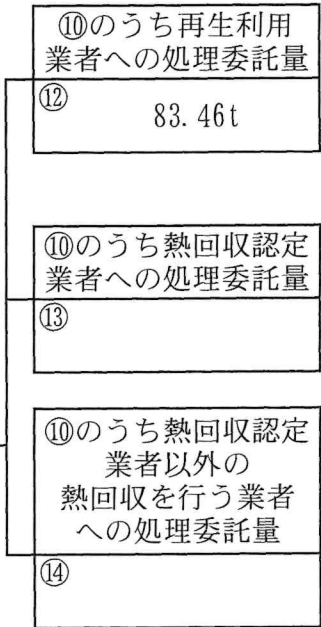 ⑩のうち再生利用
業者への処理委託量
⑫
83.46t
⑩のうち熱回収認定
業者への処理委託量
⑬
⑩のうち熱回収認定
業者以外の
熱回収を行う業者
への処理委託量
⑭